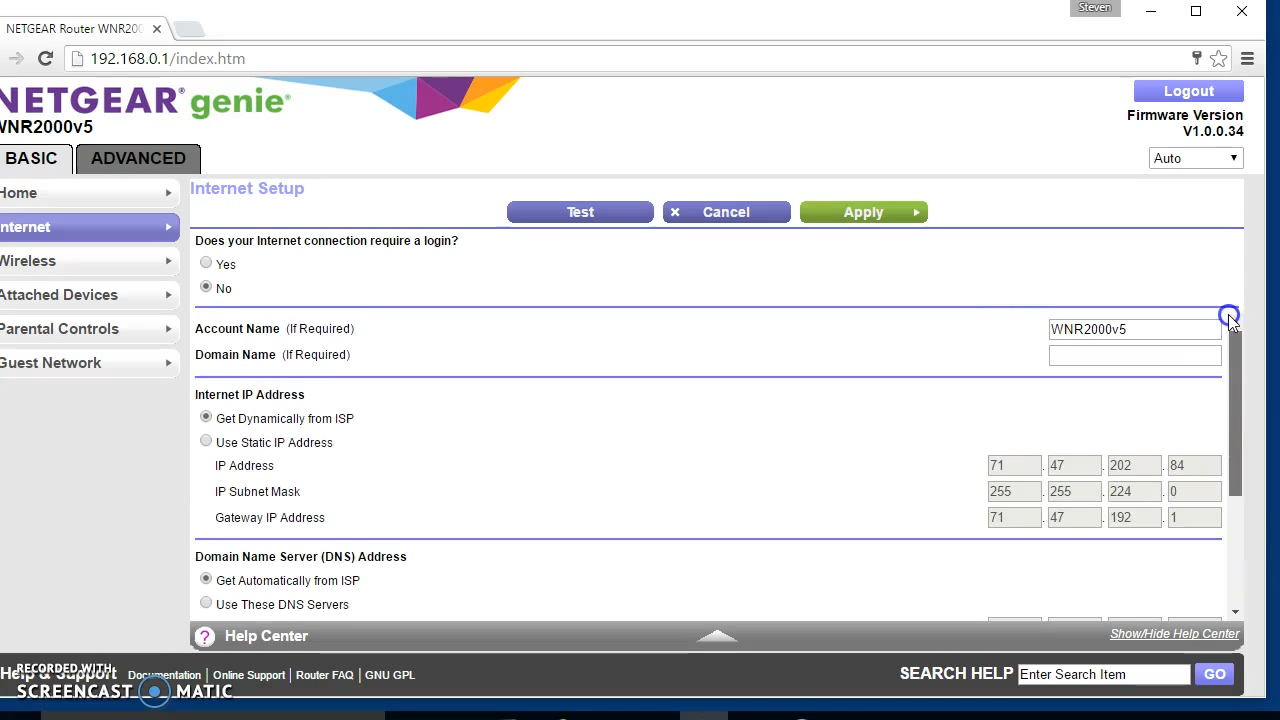 Steven
NETGEAR Router WNR200
192.168.0.1/index.htm
NETGEAR® genie®
WNR2000v5
Logout
Firmware Version
V1.0.0.34
BASIC
ADVANCED
Auto
Home
Internet
Wireless
Attached Devices
Parental Controls
Guest Network
Internet Setup
Test
Cancel
Apply
Does your Internet connection require a login?
Yes
No
Account Name (If Required) WNR2000v5
Domain Name (If Required)
Internet IP Address
Get Dynamically from ISP
Use Static IP Address
IP Address 71 . 47 . 202 . 84
IP Subnet Mask 255 . 255 . 224 . 0
Gateway IP Address 71 . 47 . 192 . 1
Domain Name Server (DNS) Address
Get Automatically from ISP
Use These DNS Servers
? Help Center
Show/Hide Help Center
Help & Support Documentation | Online Support | Router FAQ | GNU GPL
SEARCH HELP Enter Search Item GO
RECORDED WITH
SCREENCAST MATIC